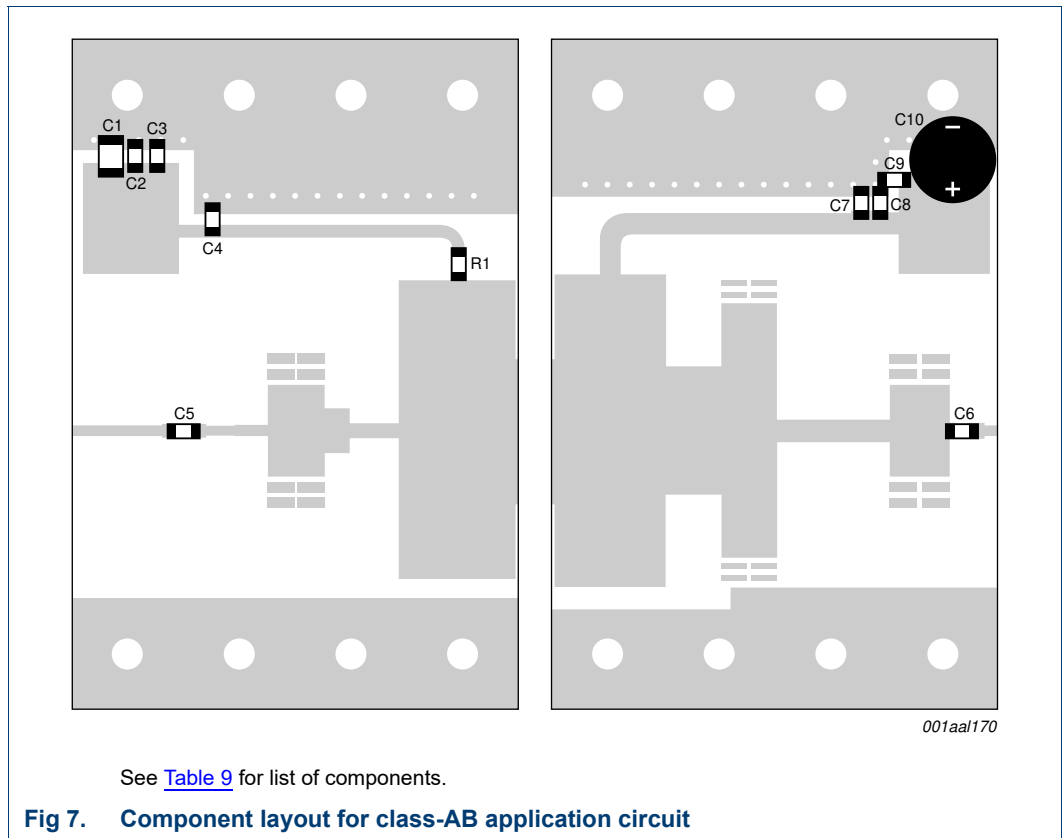 C1
C3
C2
C4
R1
C5
C10
−
C9
+
C7
C8
C6
001aal170
See Table 9 for list of components.
Fig 7. Component layout for class-AB application circuit